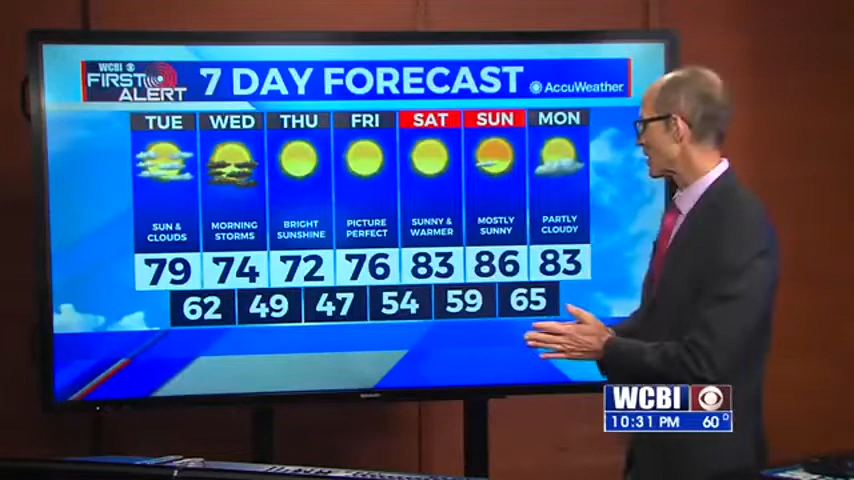 WCBI
FIRST
ALERT
7 DAY FORECAST
AccuWeather
TUE WED THU FRI SAT SUN MON
SUN & CLOUDS
MORNING STORMS
BRIGHT SUNSHINE
PICTURE PERFECT
SUNNY & WARMER
MOSTLY SUNNY
PARTLY CLOUDY
79 74 72 76 83 86 83
62 49 47 54 59 65
WCBI
10:31 PM 60°